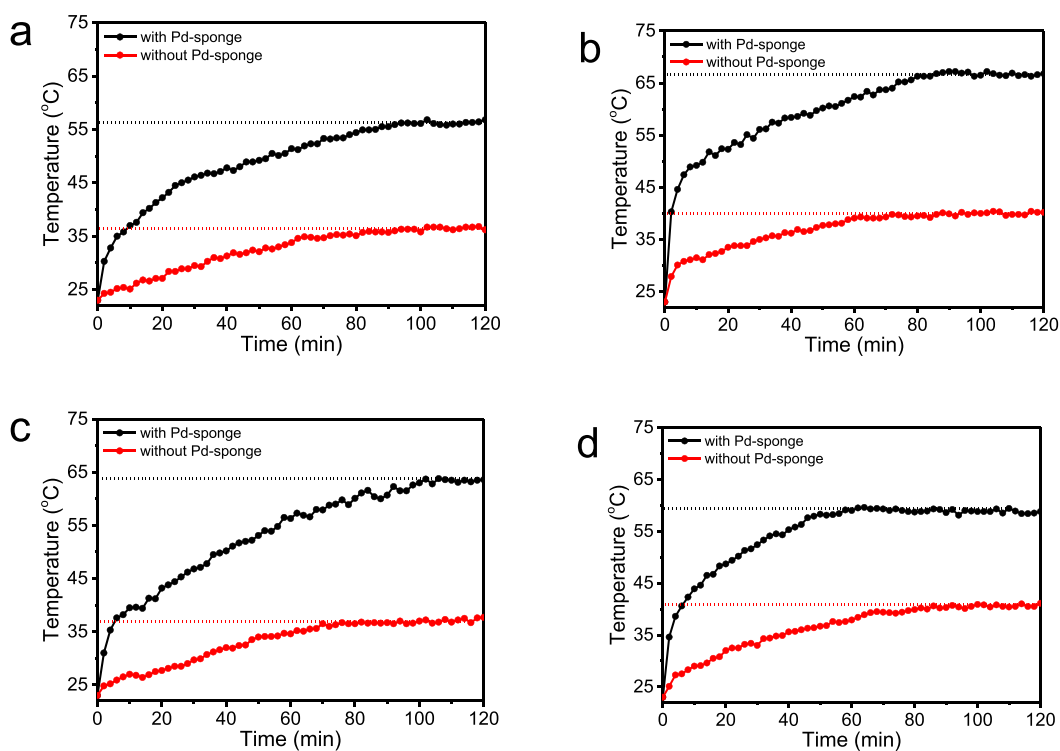 a
75
65
55
45
35
25
Temperature (°C)
with Pd-sponge
without Pd-sponge
0 20 40 60 80 100 120
Time (min)
b
75
65
55
45
35
25
Temperature (°C)
with Pd-sponge
without Pd-sponge
0 20 40 60 80 100 120
Time (min)
c
75
65
55
45
35
25
Temperature (°C)
with Pd-sponge
without Pd-sponge
0 20 40 60 80 100 120
Time (min)
d
75
65
55
45
35
25
Temperature (°C)
with Pd-sponge
without Pd-sponge
0 20 40 60 80 100 120
Time (min)